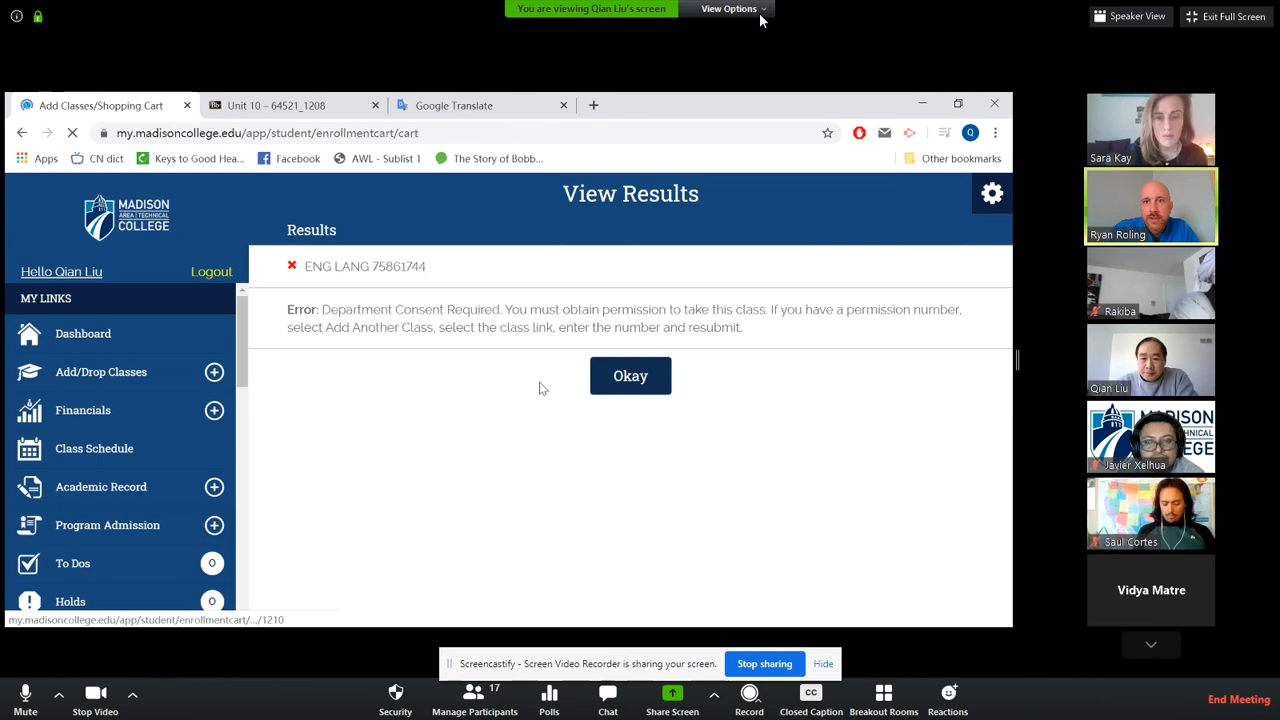 You are viewing Qian Liu's screen
View Options
Speaker View
Exit Full Screen
Add Classes/Shopping Cart
Unit 10 – 64521_1208
Google Translate
my.madisoncollege.edu/app/student/enrollmentcart/cart
Q
Apps
CN dict
Keys to Good Hea...
Facebook
AWL - Sublist 1
The Story of Bobb...
Other bookmarks
MADISON
AREA TECHNICAL
COLLEGE
View Results
Results
Hello Qian Liu
Logout
ENG LANG 75861744
MY LINKS
Error: Department Consent Required. You must obtain permission to take this class. If you have a permission number,
select Add Another Class, select the class link, enter the number and resubmit.
Okay
Dashboard
Add/Drop Classes
Financials
Class Schedule
Academic Record
Program Admission
To Dos
0
Holds
0
my.madisoncollege.edu/app/student/enrollmentcart/.../1210
Sara Kay
Ryan Roling
Rakiba
Qian Liu
Javier Xelhua
Saul Cortes
Vidya Matre
Screencastify - Screen Video Recorder is sharing your screen.
Stop sharing
Hide
Mute
Stop Video
Security
Manage Participants
17
Polls
Chat
Share Screen
Record
CC
Closed Caption
Breakout Rooms
Reactions
End Meeting